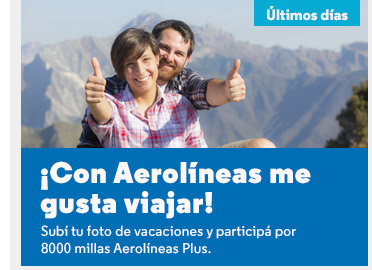 Últimos días
¡Con Aerolíneas me
gusta viajar!
Subí tu foto de vacaciones y participá por
8000 millas Aerolíneas Plus.